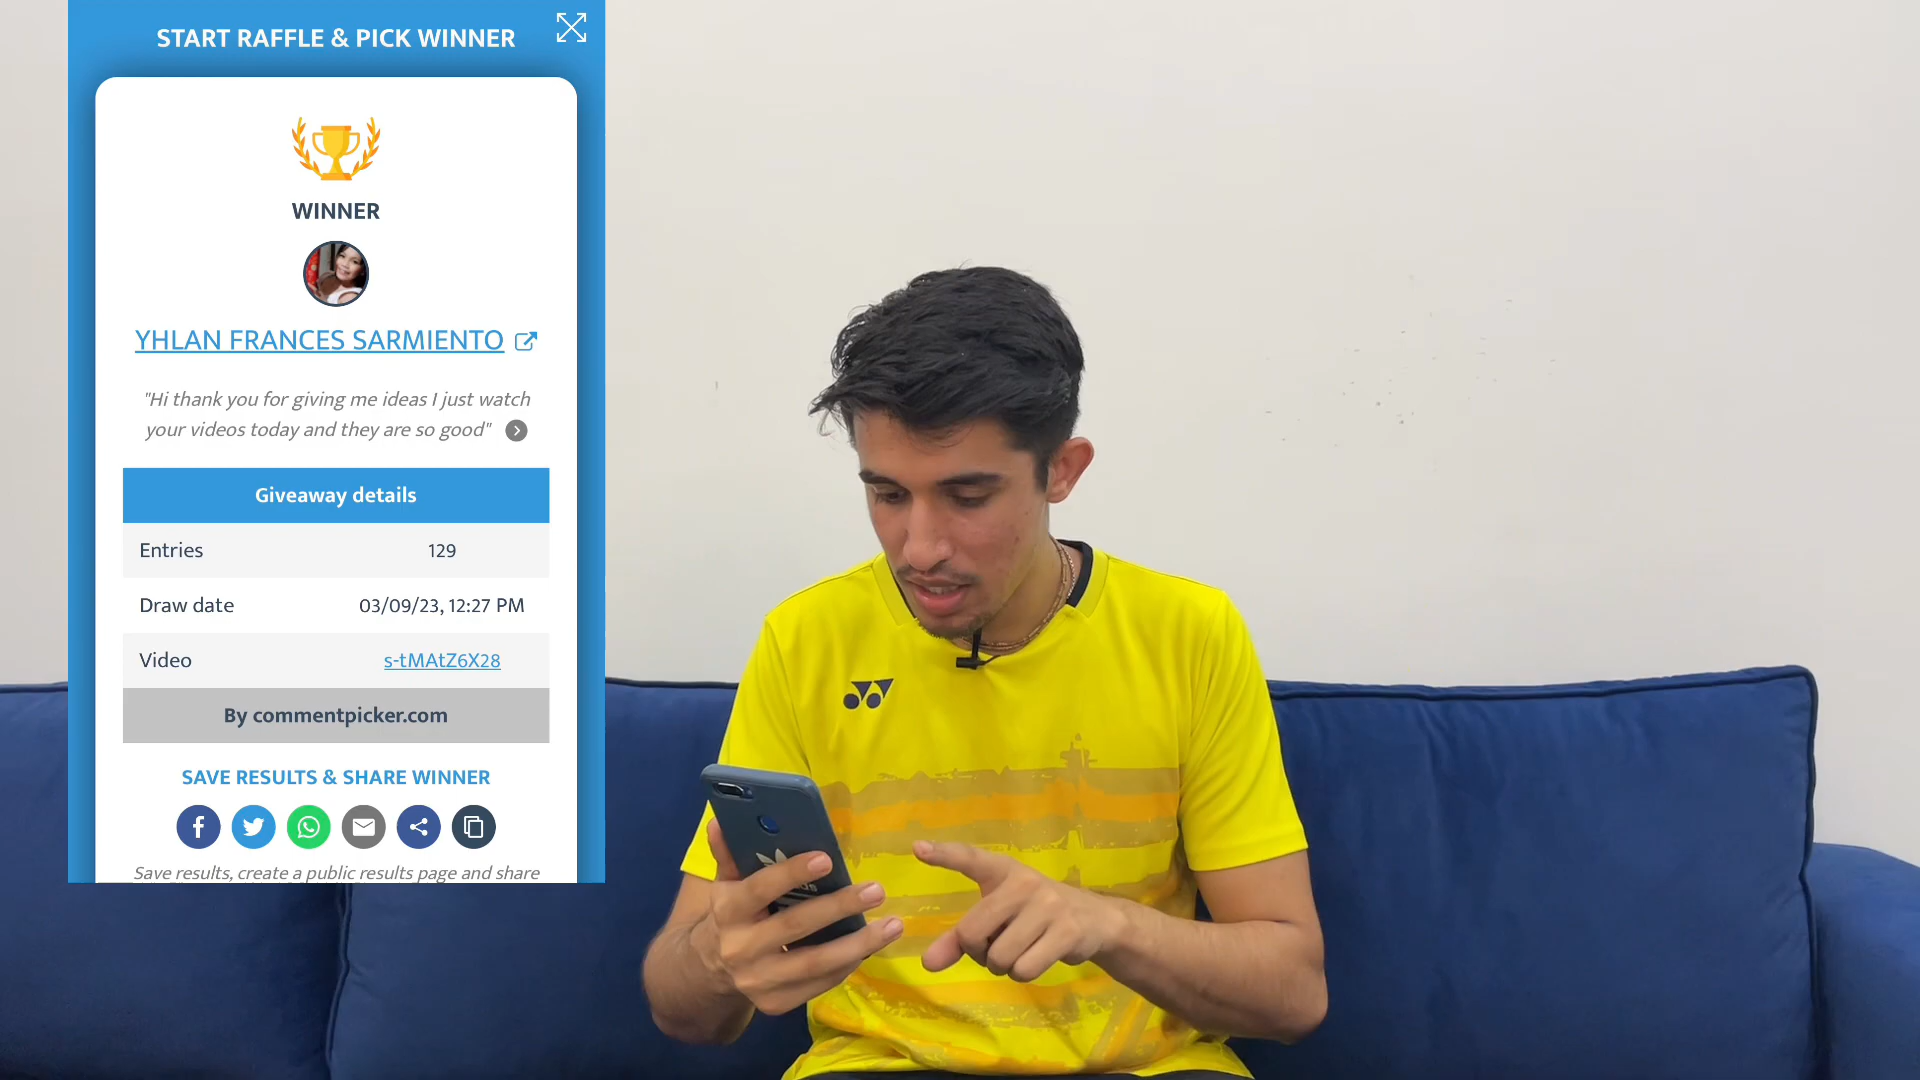 START RAFFLE & PICK WINNER
WINNER
YHLAN FRANCES SARMIENTO
"Hi thank you for giving me ideas I just watch
your videos today and they are so good"
Giveaway details
Entries 129
Draw date 03/09/23, 12:27 PM
Video s-tMAtZ6X28
By commentpicker.com
SAVE RESULTS & SHARE WINNER
Save results, create a public results page and share